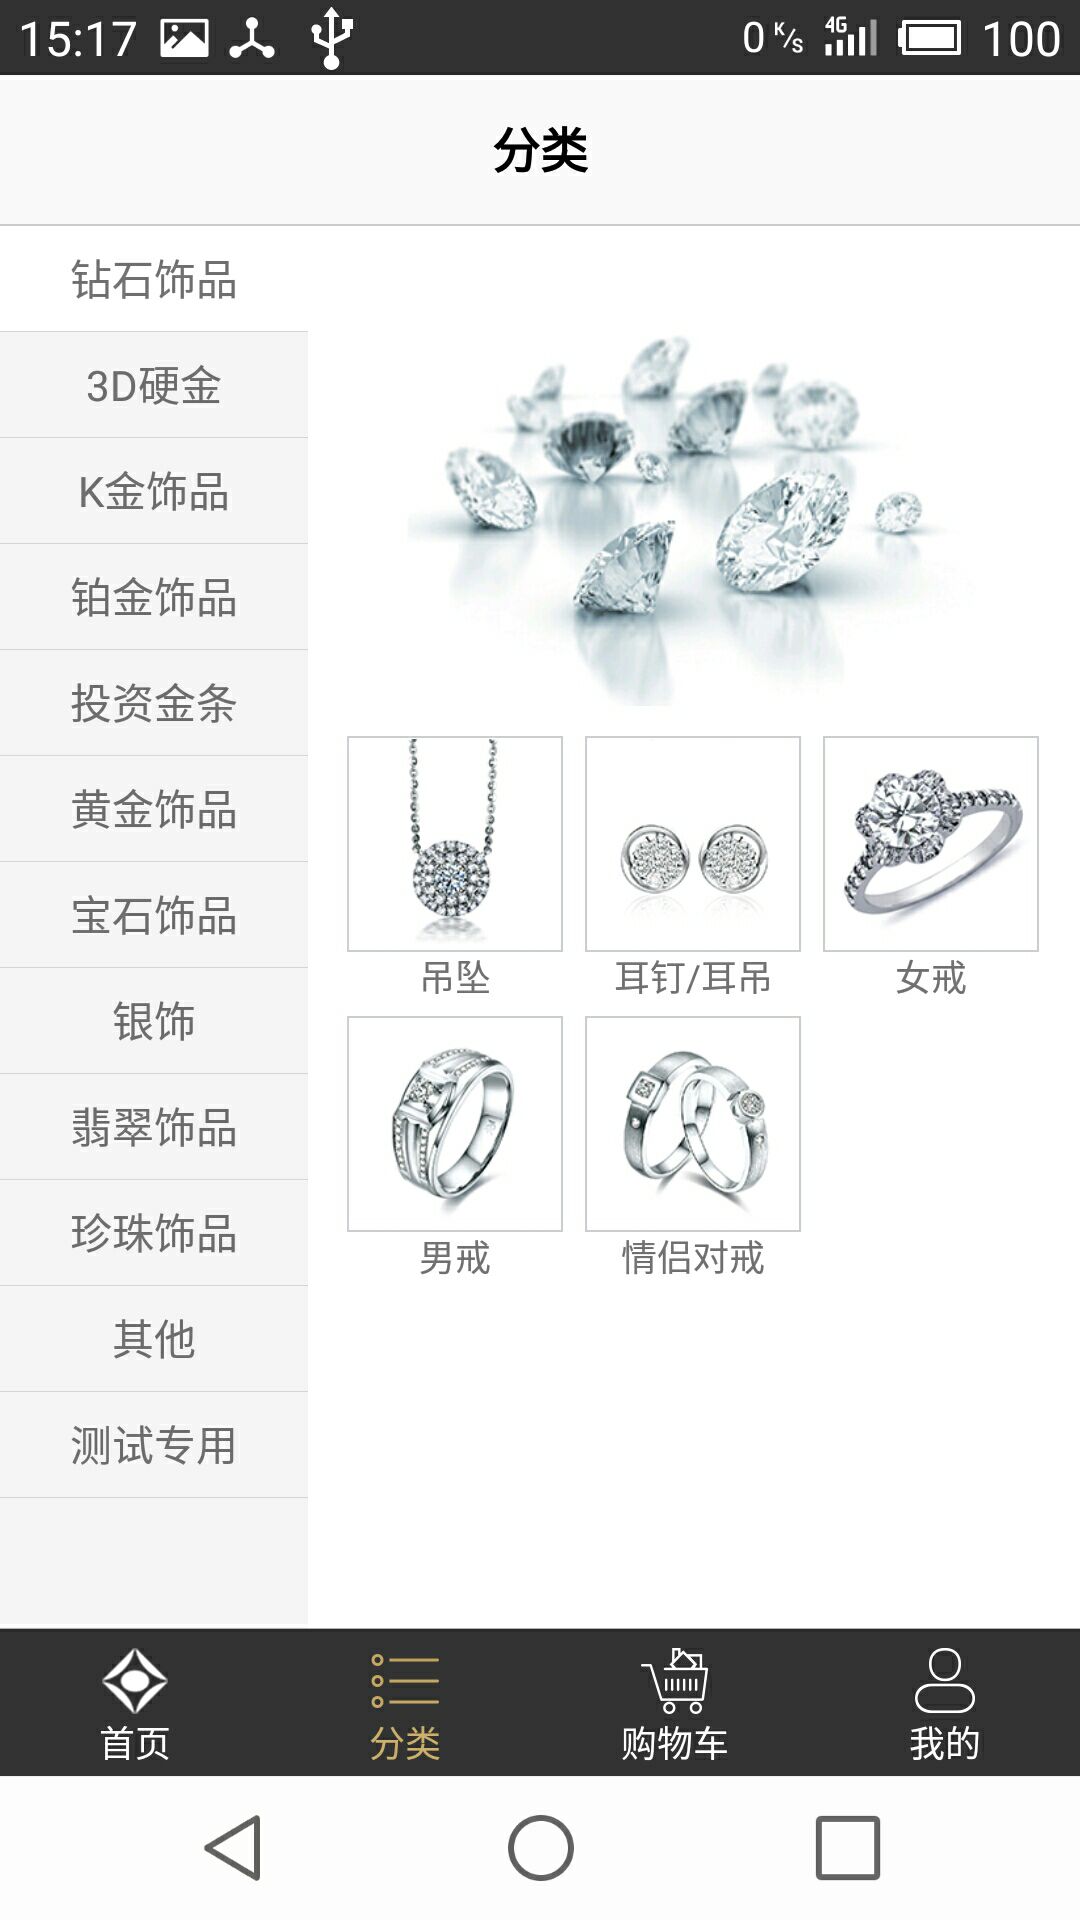 15:17 0 K/s 4G 100
分类
钻石饰品
3D硬金
K金饰品
铂金饰品
投资金条
黄金饰品
宝石饰品
银饰
翡翠饰品
珍珠饰品
其他
测试专用
吊坠 耳钉/耳吊 女戒
男戒 情侣对戒
首页 分类 购物车 我的